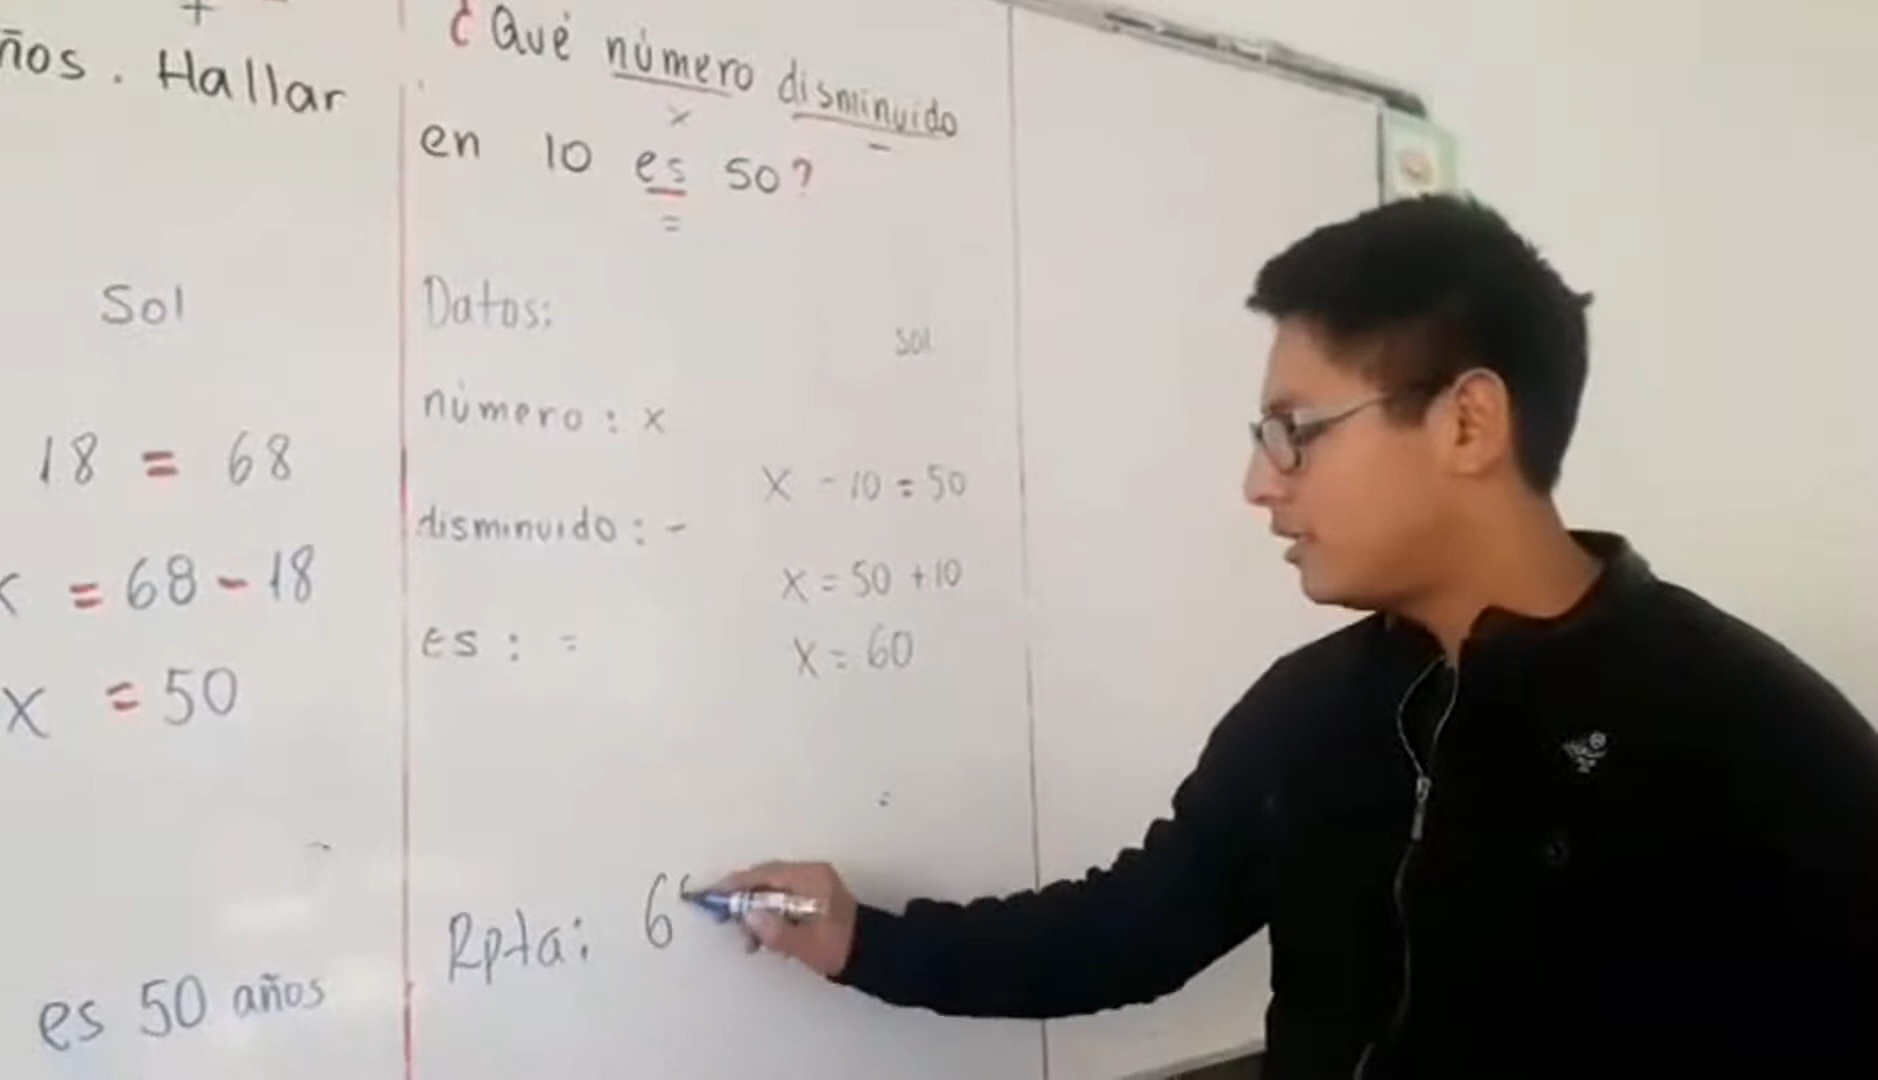 +
ños. Hallar
Sol
18 = 68
x = 68 - 18
x = 50
es 50 años
¿Qué número disminuido
x
-
en 10 es 50?
=
Datos:
número : x
disminuido : -
es : =
Sol
x - 10 = 50
x = 50 + 10
x = 60
Rpta: 6